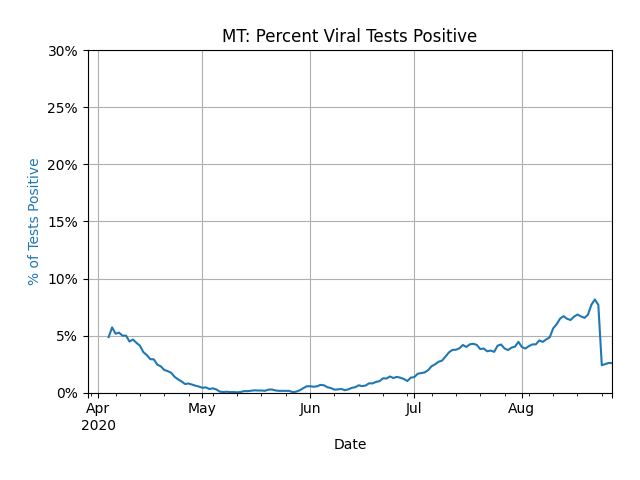 MT: Percent Viral Tests Positive
30%
25%
20%
15%
10%
5%
0%
% of Tests Positive
Apr
2020
May
Jun
Jul
Aug
Date